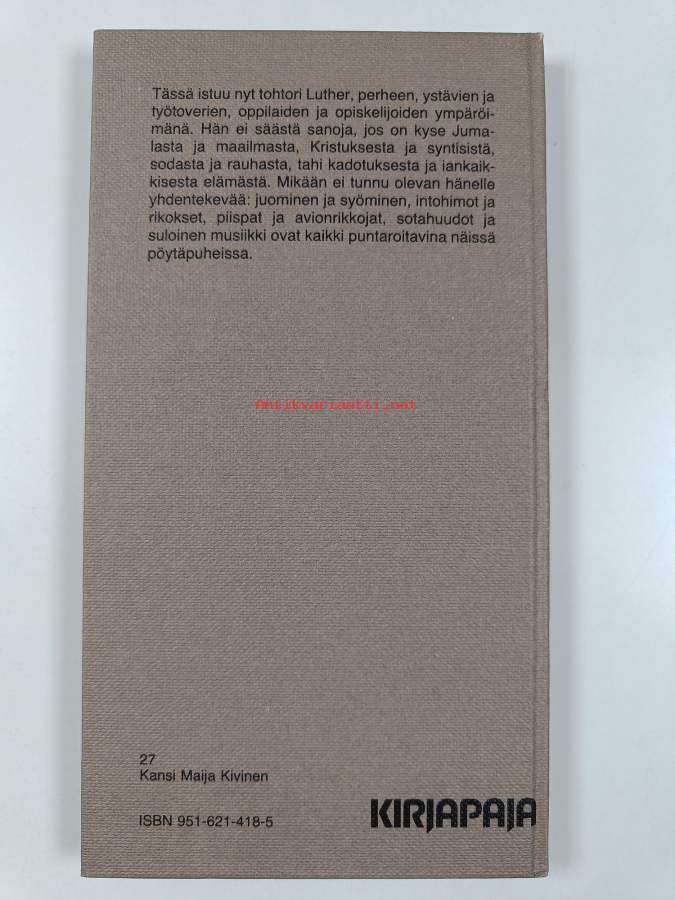 Tässä istuu nyt tohtori Luther, perheen, ystävien ja
työtoverien, oppilaiden ja opiskelijoiden ympäröi-
mänä. Hän ei säästä sanoja, jos on kyse Juma-
lasta ja maailmasta, Kristuksesta ja syntisistä,
sodasta ja rauhasta, tahi kadotuksesta ja iankaik-
kisesta elämästä. Mikään ei tunnu olevan hänelle
yhdentekevää: juominen ja syöminen, intohimot ja
rikokset, piispat ja avionrikkojat, sotahuudot ja
suloinen musiikki ovat kaikki puntaroitavina näissä
pöytäpuheissa.
Antikvariaatti.net
27
Kansi Maija Kivinen
ISBN 951-621-418-5
KIRJAPAJA